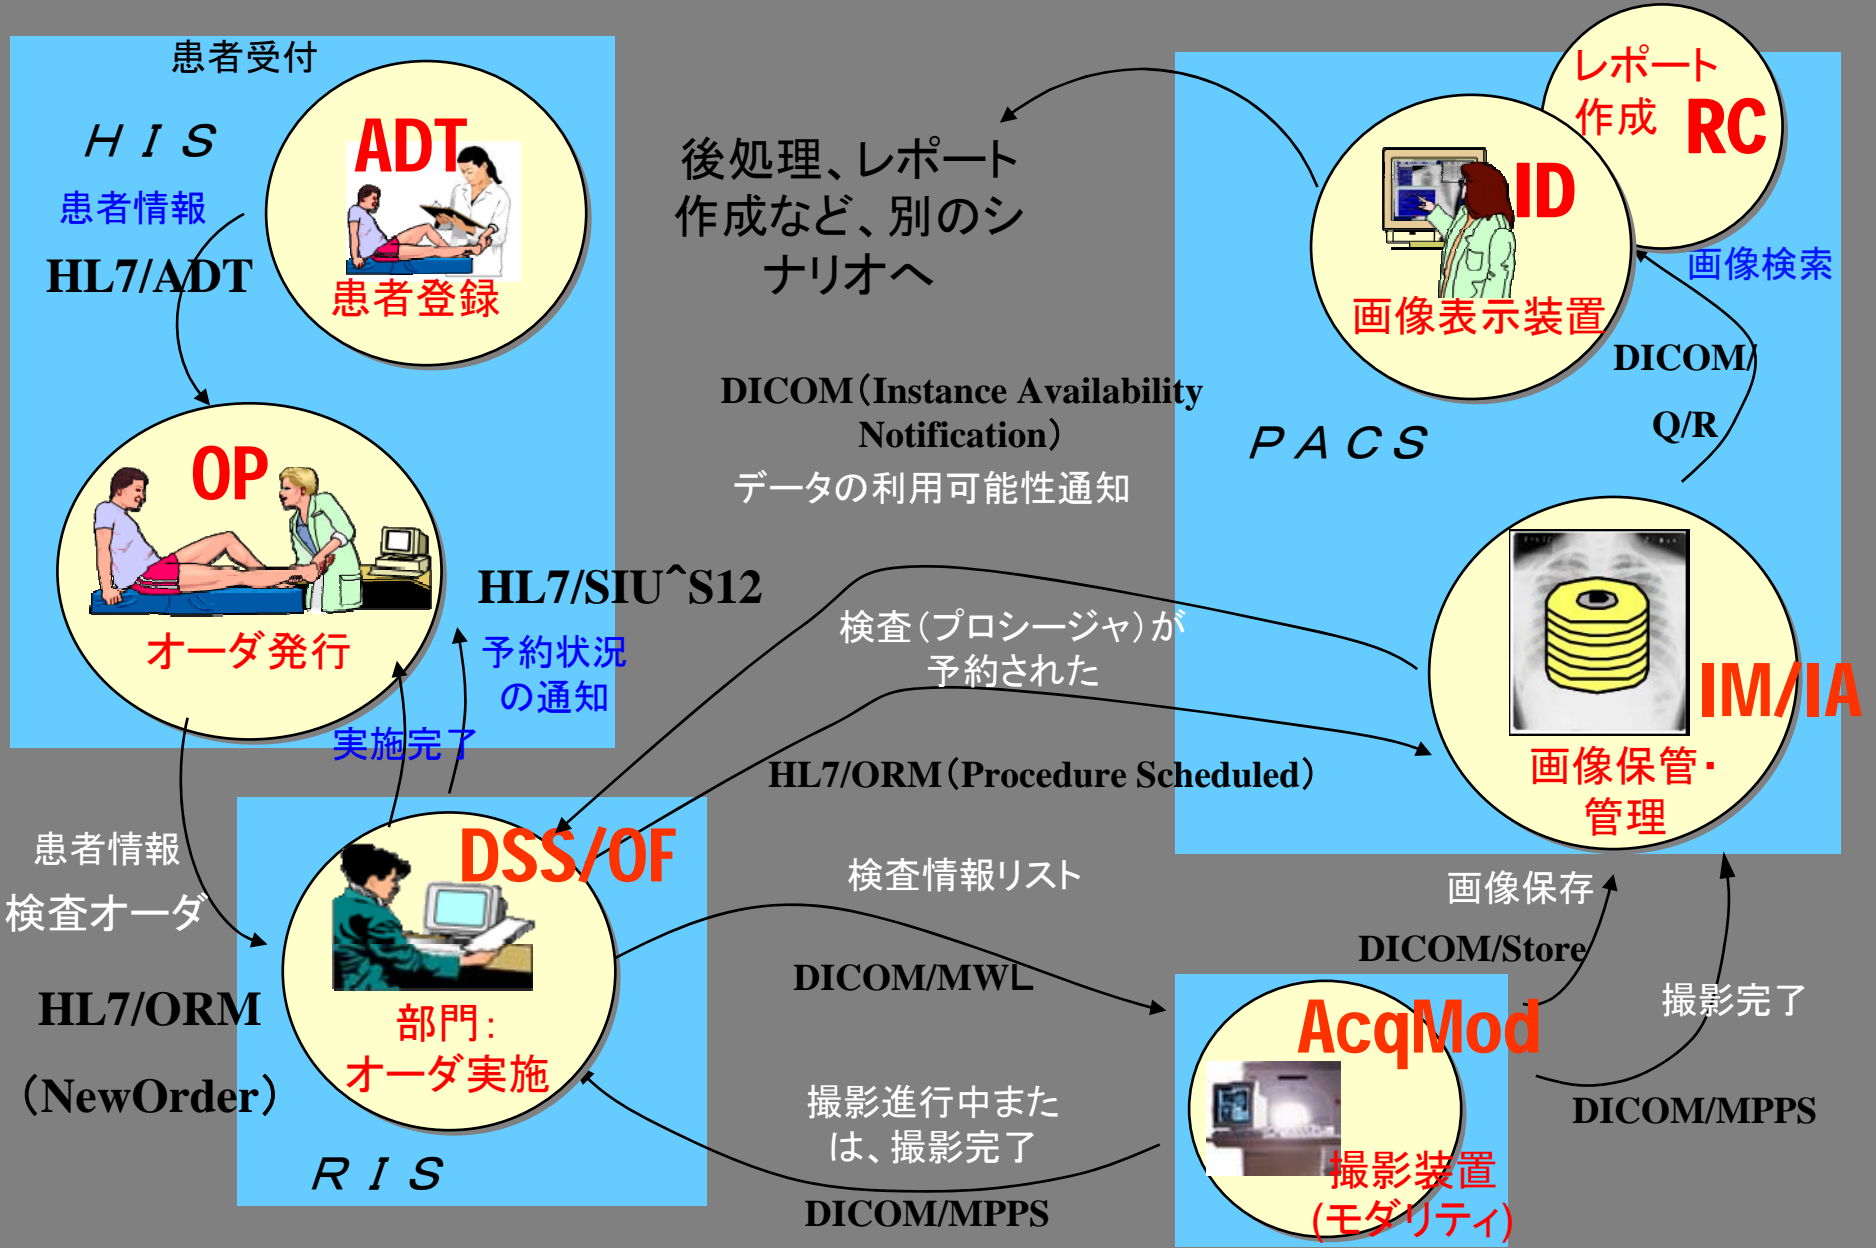 患者受付
ＨＩＳ
ADT
患者情報
HL7/ADT
患者登録
OP
オーダ発行
HL7/SIU^S12
予約状況
の通知
実施完了
患者情報
検査オーダ
HL7/ORM
（NewOrder）
DSS/OF
部門：
オーダ実施
ＲＩＳ
後処理、レポート
作成など、別のシ
ナリオへ
DICOM（Instance Availability
Notification）
データの利用可能性通知
検査（プロシージャ）が
予約された
HL7/ORM（Procedure Scheduled）
検査情報リスト
DICOM/MWL
撮影進行中また
は、撮影完了
DICOM/MPPS
レポート
作成 RC
ID
画像表示装置
画像検索
DICOM/
Q/R
ＰＡＣＳ
IM/IA
画像保管・
管理
画像保存
DICOM/Store
撮影完了
DICOM/MPPS
AcqMod
撮影装置
(モダリティ)